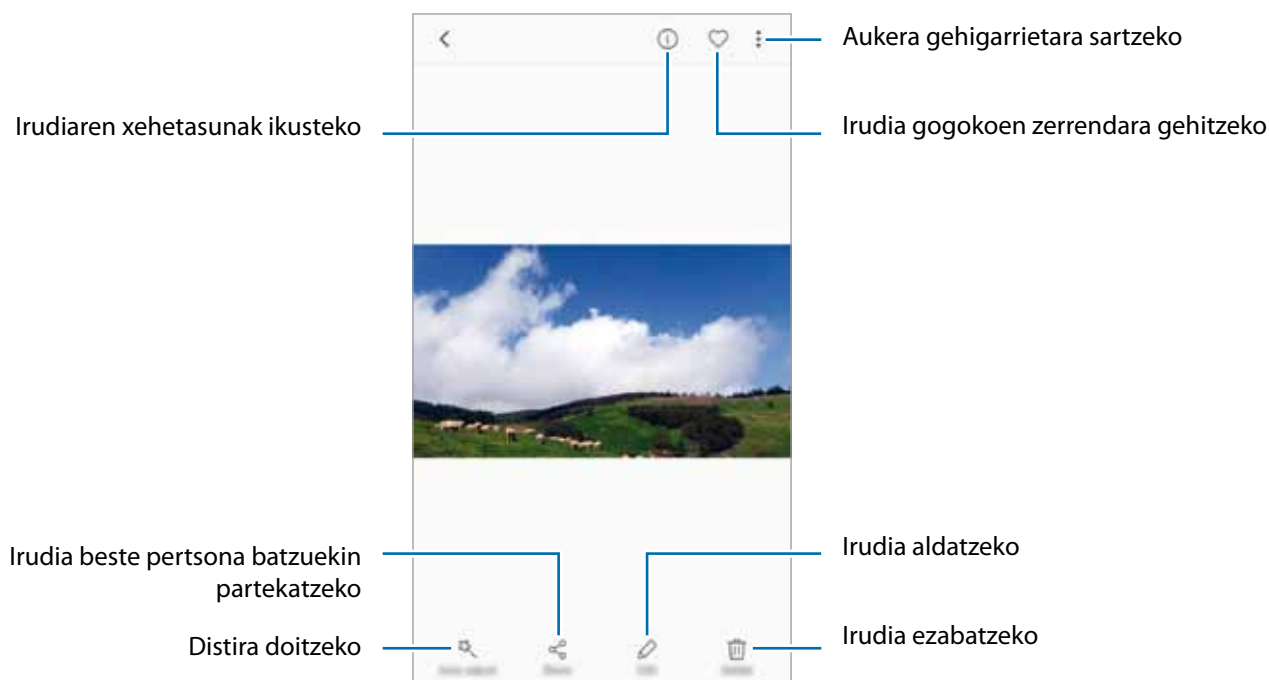 Aukera gehigarrietara sartzeko
Irudiaren xehetasunak ikusteko
Irudia gogokoen zerrendara gehitzeko
Irudia beste pertsona batzuekin
partekatzeko
Irudia aldatzeko
Distira doitzeko
Irudia ezabatzeko